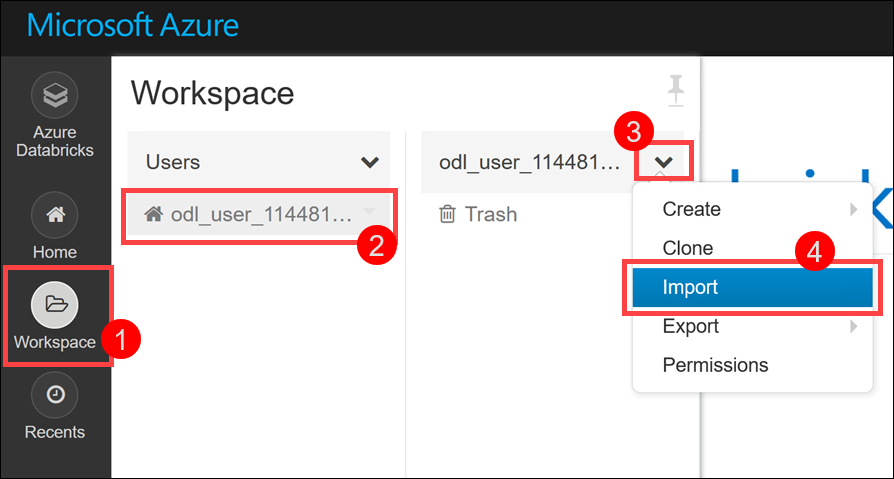 Microsoft Azure
Azure
Databricks
Home
Workspace
1
Recents
Workspace
Users
odl_user_114481...
2
odl_user_114481...
3
Trash
Create
Clone
4
Import
Export
Permissions